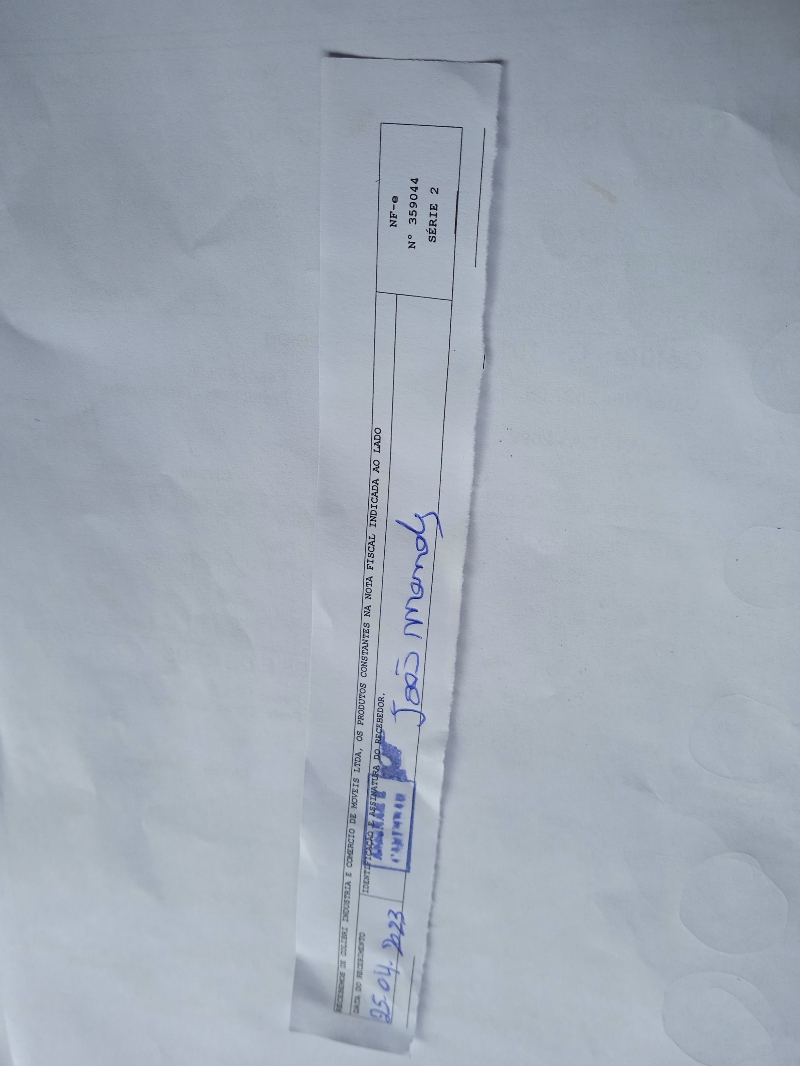 RECEBEMOS DE COLIBRI INDUSTRIA E COMERCIO DE MOVEIS LTDA, OS PRODUTOS CONSTANTES NA NOTA FISCAL INDICADA AO LADO
DATA DO RECEBIMENTO
IDENTIFICAÇÃO E ASSINATURA DO RECEBEDOR.
25.04.2023
João
NF-e
Nº 359044
SÉRIE 2